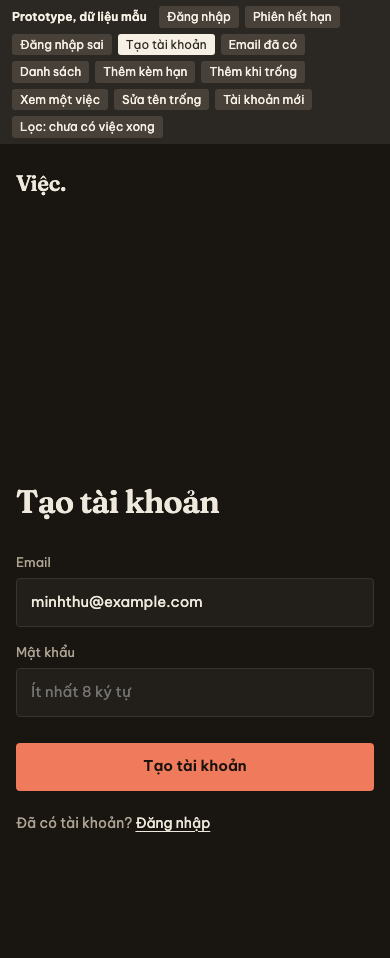 Prototype, dữ liệu mẫu Đăng nhập Phiên hết hạn
Đăng nhập sai Tạo tài khoản Email đã có
Danh sách Thêm kèm hạn Thêm khi trống
Xem một việc Sửa tên trống Tài khoản mới
Lọc: chưa có việc xong
Việc.
Tạo tài khoản
Email
minhthu@example.com
Mật khẩu
Ít nhất 8 ký tự
Tạo tài khoản
Đã có tài khoản? Đăng nhập